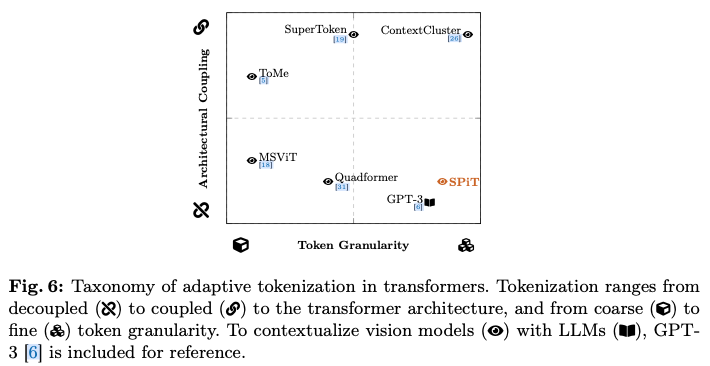 SuperToken
[19]
ContextCluster
[26]
ToMe
[5]
Architectural Coupling
MSViT
[18]
Quadformer
[31]
SPiT
GPT-3
[6]
Token Granularity
Fig. 6: Taxonomy of adaptive tokenization in transformers. Tokenization ranges from
decoupled () to coupled () to the transformer architecture, and from coarse () to
fine () token granularity. To contextualize vision models () with LLMs (), GPT-
3 [6] is included for reference.